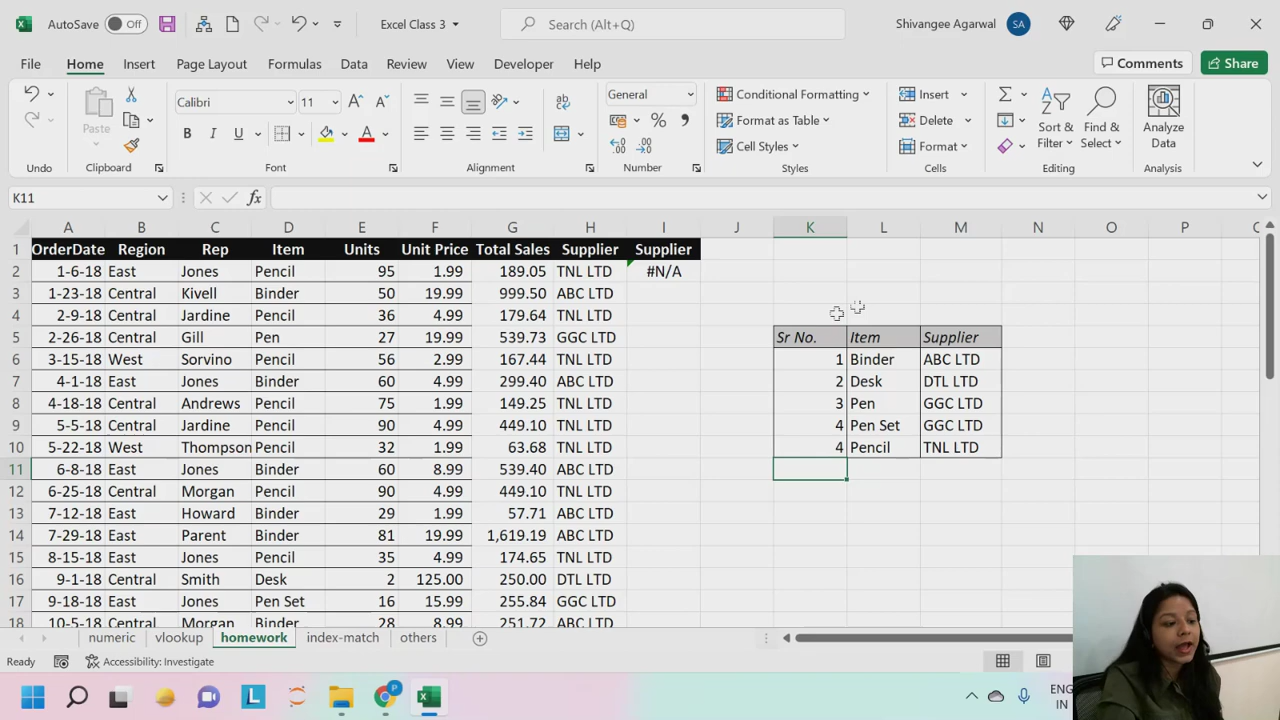 AutoSave Off Excel Class 3 Search (Alt+Q) Shivangee Agarwal SA
File Home Insert Page Layout Formulas Data Review View Developer Help Comments Share
Paste Calibri 11 General Conditional Formatting Format as Table Cell Styles Insert Delete Format Sort & Filter Find & Select Analyze Data
Undo Clipboard Font Alignment Number Styles Cells Editing Analysis
K11 fx
A B C D E F G H I J K L M N O P
1 OrderDate Region Rep Item Units Unit Price Total Sales Supplier Supplier
2 1-6-18 East Jones Pencil 95 1.99 189.05 TNL LTD #N/A
3 1-23-18 Central Kivell Binder 50 19.99 999.50 ABC LTD
4 2-9-18 Central Jardine Pencil 36 4.99 179.64 TNL LTD
5 2-26-18 Central Gill Pen 27 19.99 539.73 GGC LTD Sr No. Item Supplier
6 3-15-18 West Sorvino Pencil 56 2.99 167.44 TNL LTD 1 Binder ABC LTD
7 4-1-18 East Jones Binder 60 4.99 299.40 ABC LTD 2 Desk DTL LTD
8 4-18-18 Central Andrews Pencil 75 1.99 149.25 TNL LTD 3 Pen GGC LTD
9 5-5-18 Central Jardine Pencil 90 4.99 449.10 TNL LTD 4 Pen Set GGC LTD
10 5-22-18 West Thompson Pencil 32 1.99 63.68 TNL LTD 4 Pencil TNL LTD
11 6-8-18 East Jones Binder 60 8.99 539.40 ABC LTD
12 6-25-18 Central Morgan Pencil 90 4.99 449.10 TNL LTD
13 7-12-18 East Howard Binder 29 1.99 57.71 ABC LTD
14 7-29-18 East Parent Binder 81 19.99 1,619.19 ABC LTD
15 8-15-18 East Jones Pencil 35 4.99 174.65 TNL LTD
16 9-1-18 Central Smith Desk 2 125.00 250.00 DTL LTD
17 9-18-18 East Jones Pen Set 16 15.99 255.84 GGC LTD
18 10-5-18 Central Morgan Binder 28 8.99 251.72 ABC LTD
numeric vlookup homework index-match others
Ready Accessibility: Investigate
ENG
IN